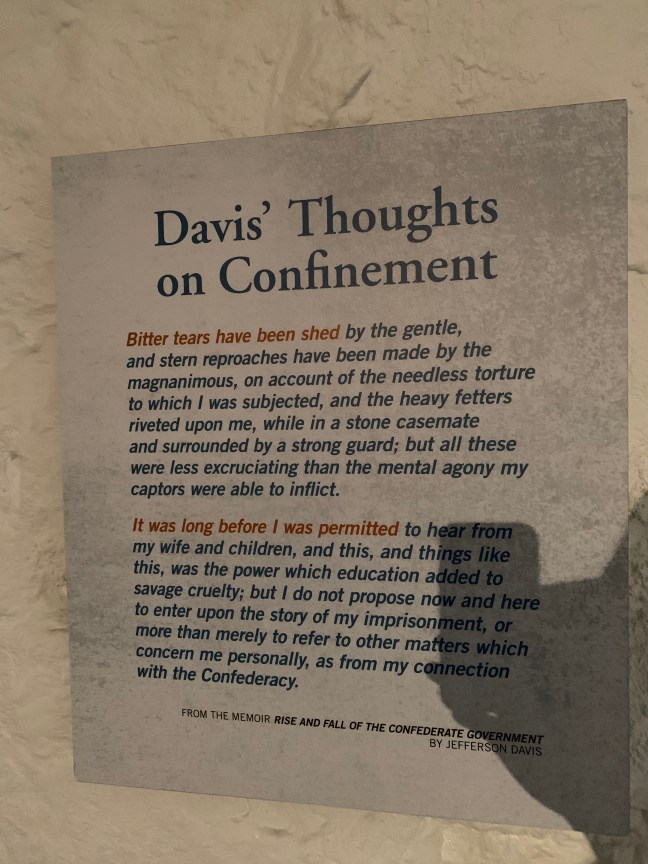 Davis' Thoughts
on Confinement
Bitter tears have been shed by the gentle,
and stern reproaches have been made by the
magnanimous, on account of the needless torture
to which I was subjected, and the heavy fetters
riveted upon me, while in a stone casemate
and surrounded by a strong guard; but all these
were less excruciating than the mental agony my
captors were able to inflict.
It was long before I was permitted to hear from
my wife and children, and this, and things like
this, was the power which education added to
savage cruelty; but I do not propose now and here
to enter upon the story of my imprisonment, or
more than merely to refer to other matters which
concern me personally, as from my connection
with the Confederacy.
FROM THE MEMOIR RISE AND FALL OF THE CONFEDERATE GOVERNMENT
BY JEFFERSON DAVIS